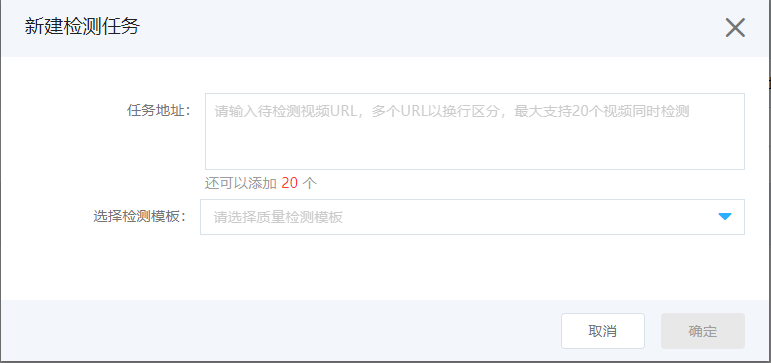 新建检测任务
任务地址：
请输入待检测视频URL，多个URL以换行区分，最大支持20个视频同时检测
还可以添加 20 个
选择检测模板：
请选择质量检测模板
取消
确定